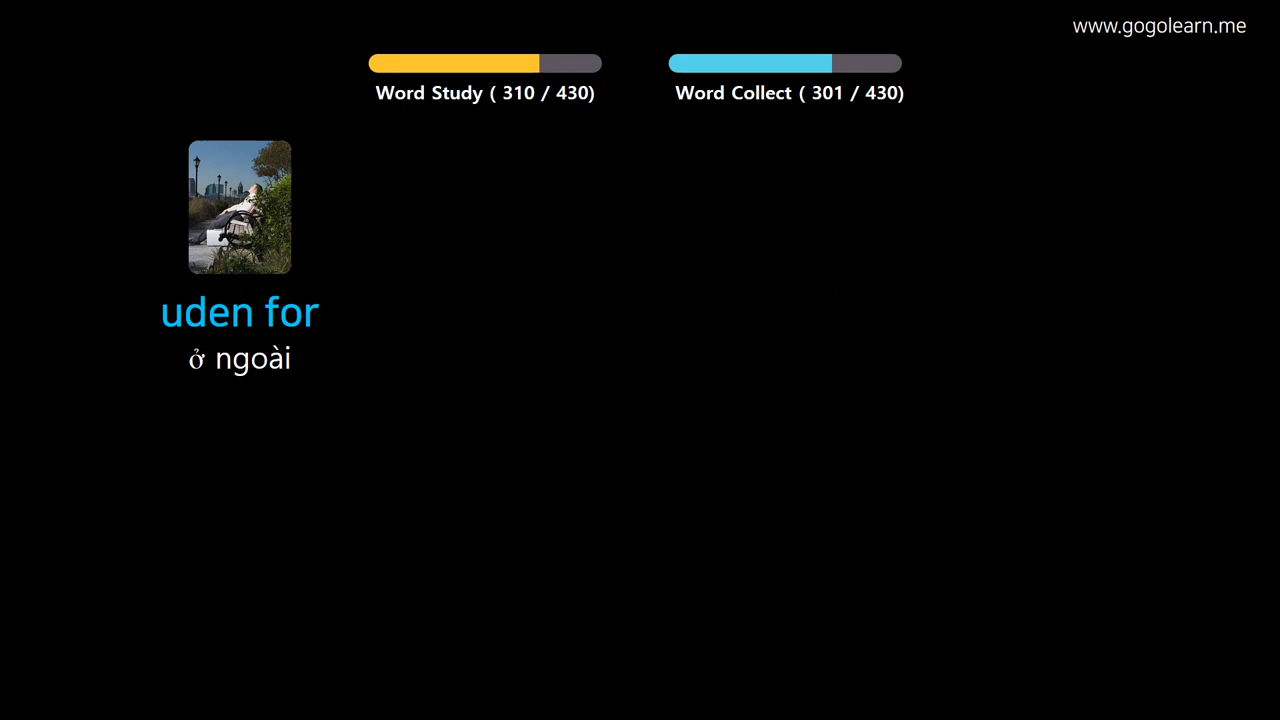 www.gogolearn.me
Word Study ( 310 / 430)
Word Collect ( 301 / 430)
uden for
ở ngoài